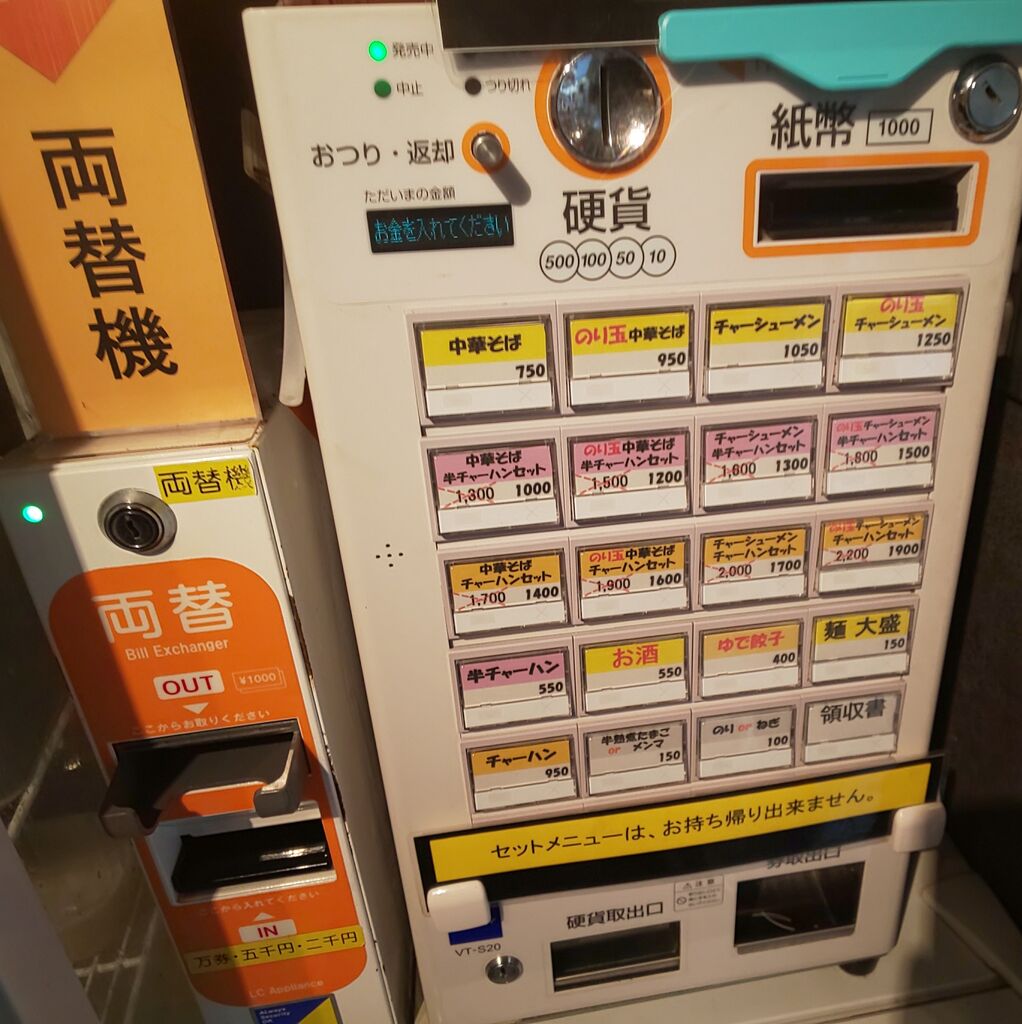 両替機
両替機
両替
Bill Exchanger
OUT
¥1000
ここからお取りください
ここから入れてください
IN
万券・五千円・二千円
LC Appliance
Always
Security
OK
発売中
中止
つり切れ
おつり・返却
ただいまの金額
お金を入れてください
硬貨
500 100 50 10
紙幣 1000
中華そば
750
のり玉中華そば
950
チャーシューメン
1050
のり玉
チャーシューメン
1250
中華そば
半チャーハンセット
1,300 1000
のり玉中華そば
半チャーハンセット
1,500 1200
チャーシューメン
半チャーハンセット
1,600 1300
のり玉チャーシューメン
半チャーハンセット
1,800 1500
中華そば
チャーハンセット
1,700 1400
のり玉中華そば
チャーハンセット
1,900 1600
チャーシューメン
チャーハンセット
2,000 1700
のり玉チャーシューメン
チャーハンセット
2,200 1900
半チャーハン
550
お酒
550
ゆで餃子
400
麺 大盛
150
チャーハン
950
半熟煮たまご
or メンマ
150
のり or ねぎ
100
領収書
セットメニューは、お持ち帰り出来ません。
券取出口
硬貨取出口
注意
VT-S20